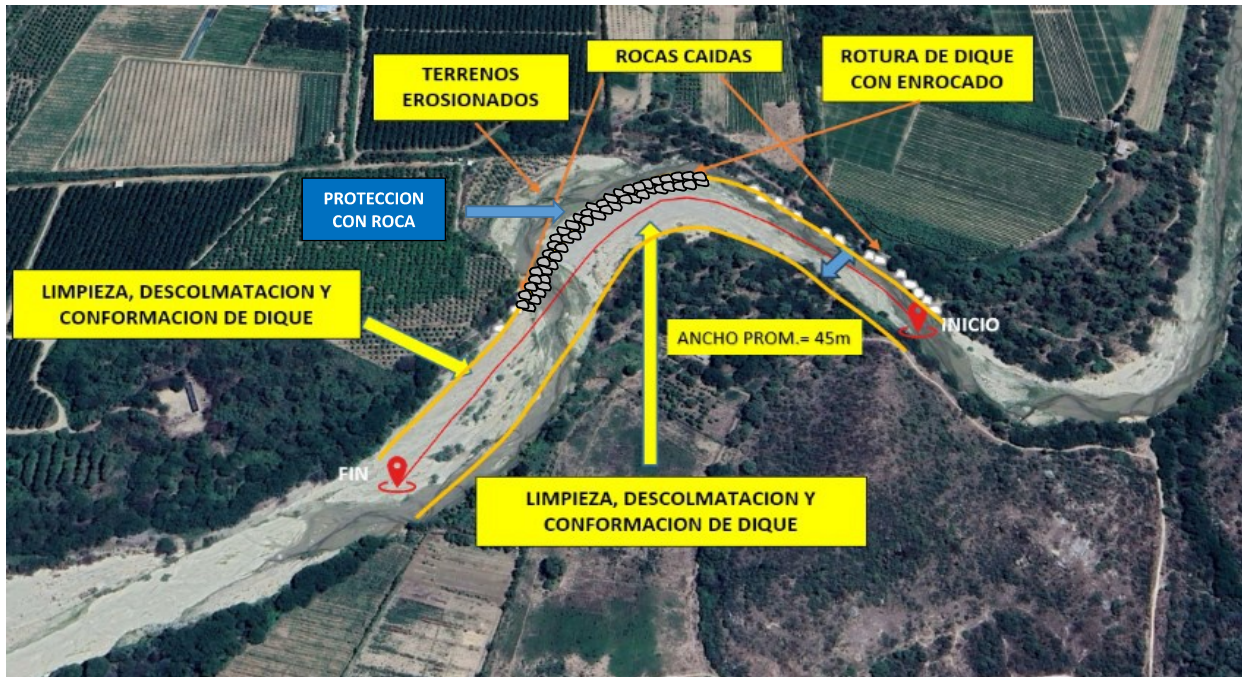 TERRENOS
EROSIONADOS
ROCAS CAIDAS
ROTURA DE DIQUE
CON ENROCADO
PROTECCION
CON ROCA
LIMPIEZA, DESCOLMATACION Y
CONFORMACION DE DIQUE
INICIO
ANCHO PROM.= 45m
FIN
LIMPIEZA, DESCOLMATACION Y
CONFORMACION DE DIQUE